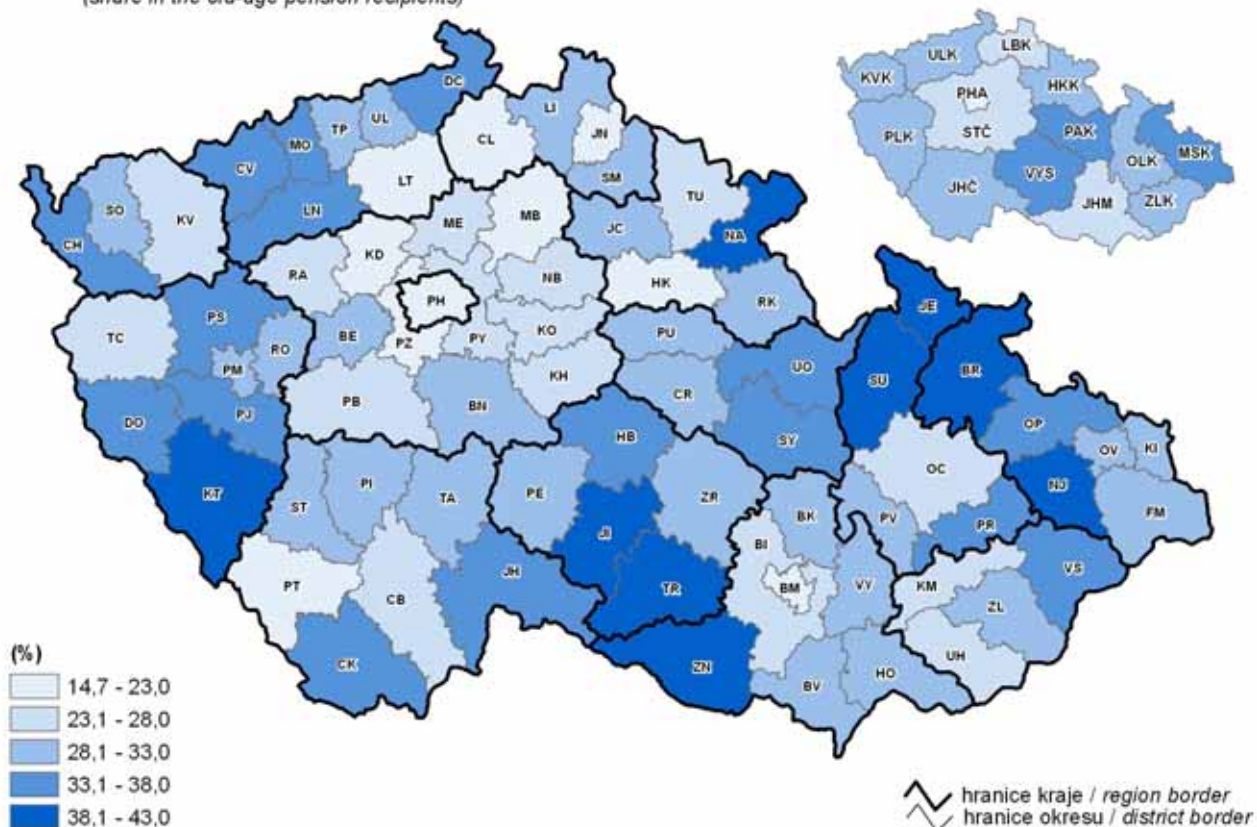 (share in the old-age pension recipients)
DC
LBK
ULK
KVK
HKK
PHA
STČ
PLK
PAK
MSK
OLK
VYS
JHČ
JHM
ZLK
LI
UL
TP
MO
CL
JN
CV
LT
SM
TU
LN
SO
KV
ME
MB
CH
JC
NA
KD
RA
NB
HK
PH
RK
JE
PS
TC
BE
PZ
PY
KO
PU
RO
PM
KH
UO
BR
SU
PB
BN
CR
DO
PJ
HB
SY
OP
OV
KI
OC
KT
ST
PI
TA
PE
ZR
NJ
FM
BK
PV
PR
JI
BI
JH
VS
PT
CB
TR
BM
VY
KM
ZL
CK
ZN
UH
HO
BV
(%)
14,7 - 23,0
23,1 - 28,0
28,1 - 33,0
33,1 - 38,0
38,1 - 43,0
hranice kraje / region border
hranice okresu / district border